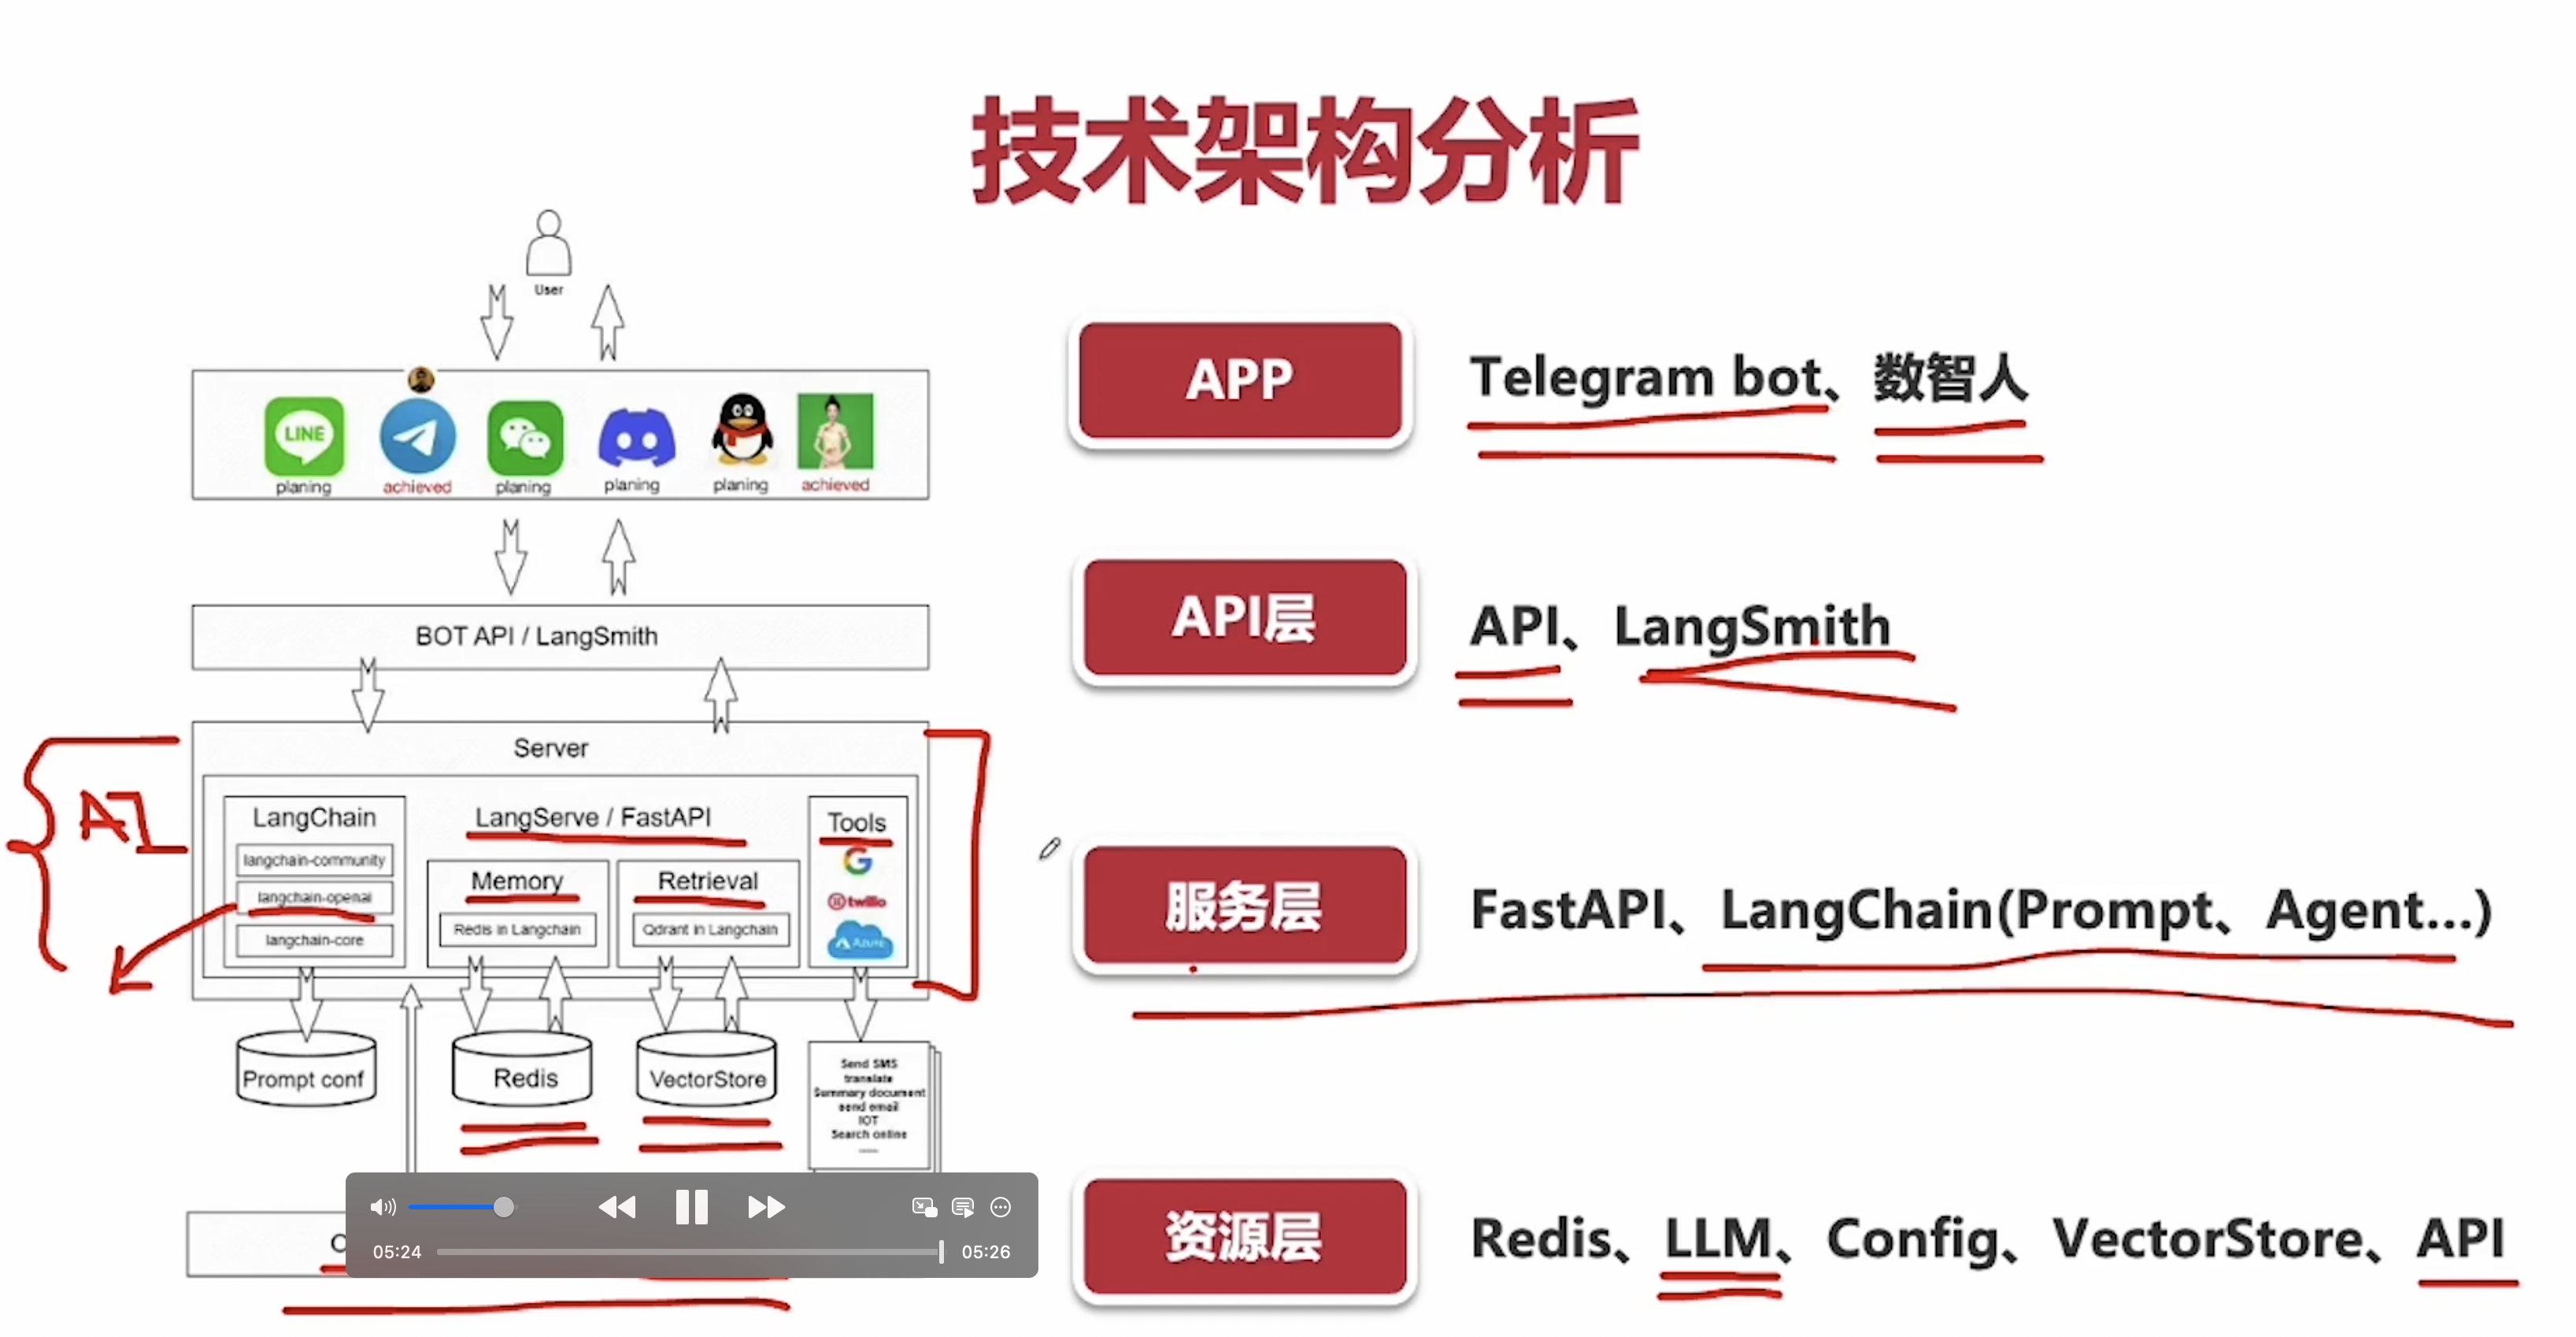 技术架构分析
User
LINE
planing
achieved
planing
planing
planing
achieved
BOT API / LangSmith
Server
AI
LangChain
langchain-community
langchain-openai
langchain-core
LangServe / FastAPI
Memory
Redis in Langchain
Retrieval
Qdrant in Langchain
Tools
twilio
Azure
Prompt conf
Redis
VectorStore
Send SMS
translate
Summary document
send email
IOT
Search online
......
05:24
05:26
APP
Telegram bot、数智人
API层
API、LangSmith
服务层
FastAPI、LangChain(Prompt、Agent...)
资源层
Redis、LLM、Config、VectorStore、API